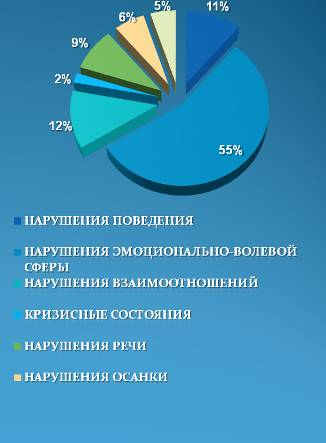 5%
6%
11%
9%
2%
12%
55%
НАРУШЕНИЯ ПОВЕДЕНИЯ
НАРУШЕНИЯ ЭМОЦИОНАЛЬНО-ВОЛЕВОЙ
СФЕРЫ
НАРУШЕНИЯ ВЗАИМООТНОШЕНИЙ
КРИЗИСНЫЕ СОСТОЯНИЯ
НАРУШЕНИЯ РЕЧИ
НАРУШЕНИЯ ОСАНКИ